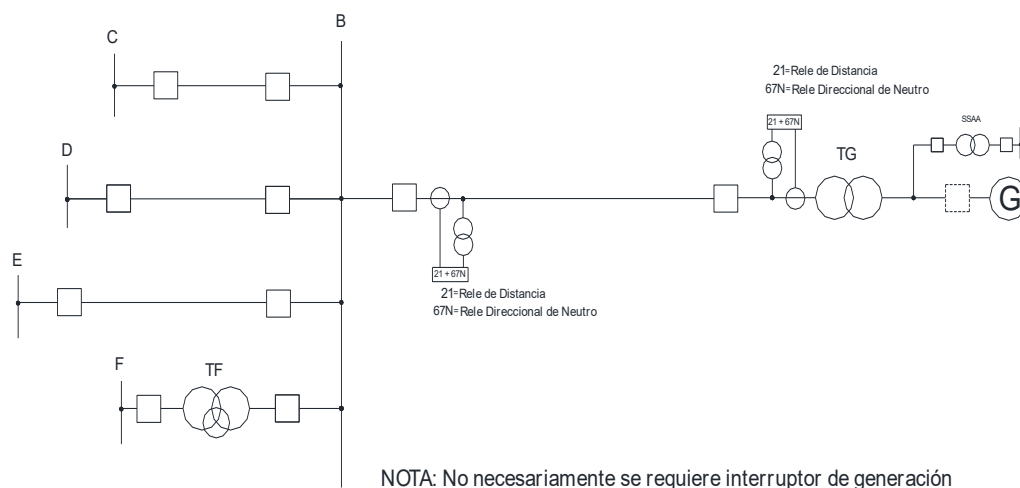 B
C
21=Rele de Distancia
67N=Rele Direccional de Neutro
SSAA
21 + 67N
D
TG
G
E
21 + 67N
21=Rele de Distancia
67N=Rele Direccional de Neutro
F
TF
NOTA: No necesariamente se requiere interruptor de generación